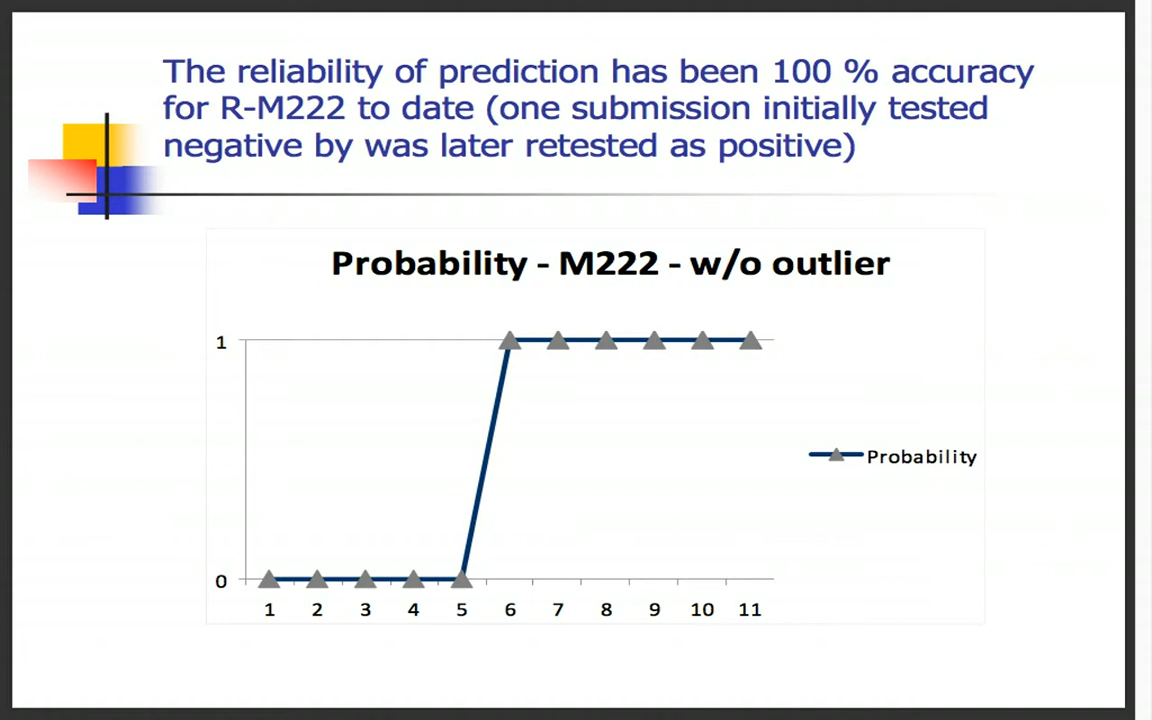 The reliability of prediction has been 100 % accuracy
for R-M222 to date (one submission initially tested
negative by was later retested as positive)
Probability - M222 - w/o outlier
1
Probability
0
1 2 3 4 5 6 7 8 9 10 11